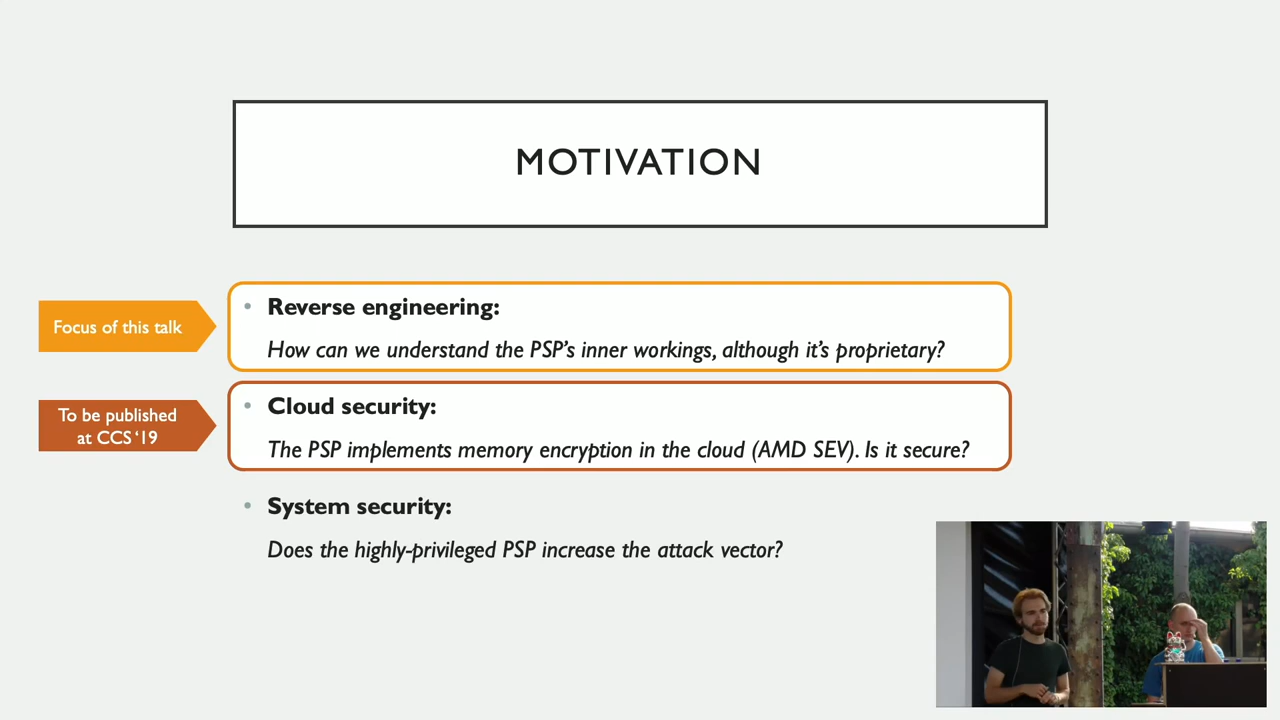 MOTIVATION
Focus of this talk
• Reverse engineering:
How can we understand the PSP's inner workings, although it's proprietary?
To be published
at CCS '19
• Cloud security:
The PSP implements memory encryption in the cloud (AMD SEV). Is it secure?
• System security:
Does the highly-privileged PSP increase the attack vector?